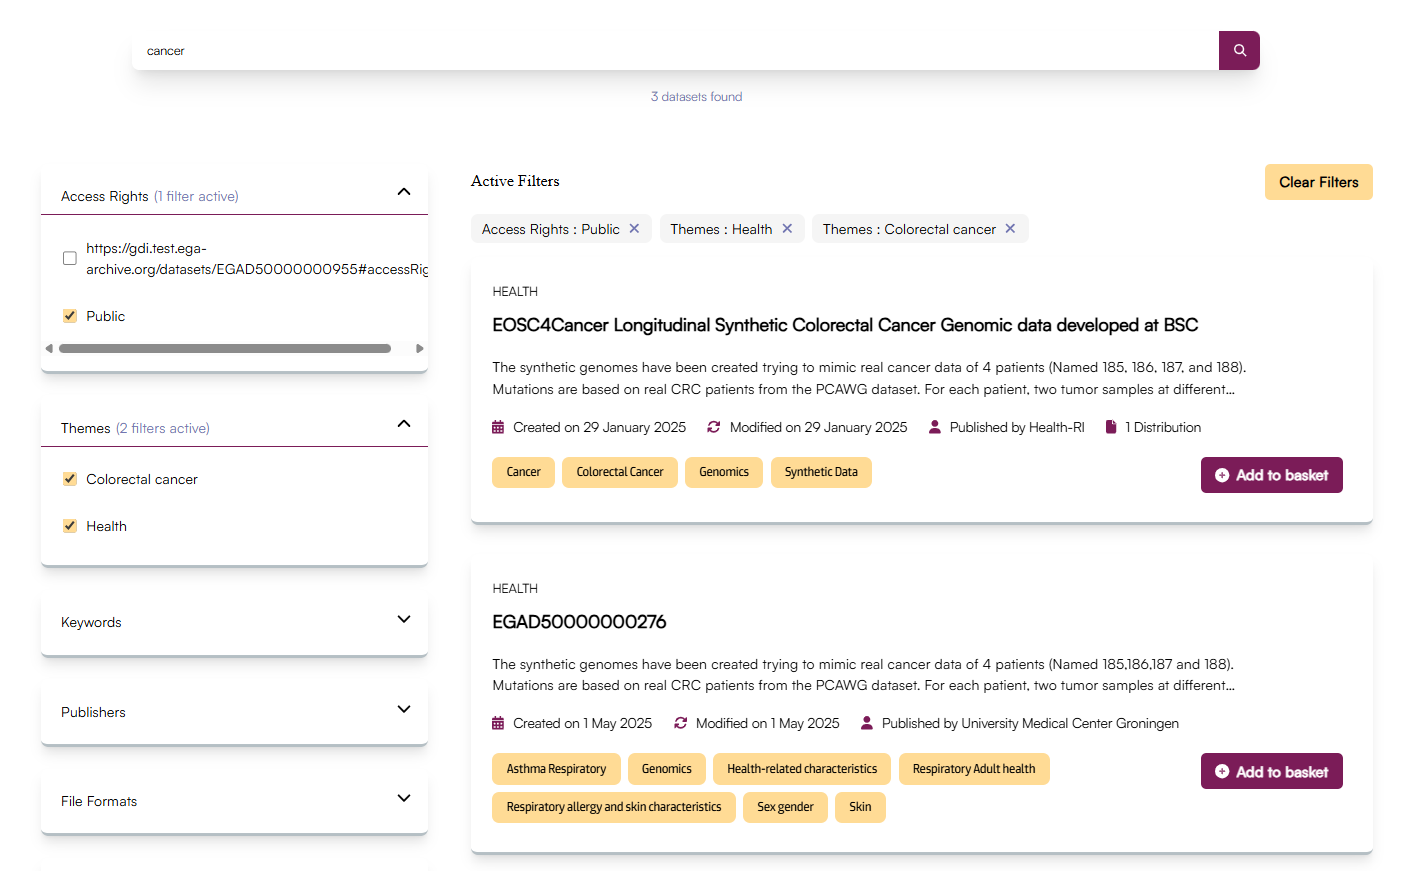 cancer
3 datasets found
Access Rights (1 filter active)
https://gdi.test.ega-
archive.org/datasets/EGAD50000000955#accessRig
Public
Themes (2 filters active)
Colorectal cancer
Health
Keywords
Publishers
File Formats
Active Filters
Clear Filters
Access Rights : Public
Themes : Health
Themes : Colorectal cancer
HEALTH
EOSC4Cancer Longitudinal Synthetic Colorectal Cancer Genomic data developed at BSC
The synthetic genomes have been created trying to mimic real cancer data of 4 patients (Named 185, 186, 187, and 188).
Mutations are based on real CRC patients from the PCAWG dataset. For each patient, two tumor samples at different...
Created on 29 January 2025 Modified on 29 January 2025 Published by Health-RI 1 Distribution
Cancer Colorectal Cancer Genomics Synthetic Data
Add to basket
HEALTH
EGAD50000000276
The synthetic genomes have been created trying to mimic real cancer data of 4 patients (Named 185,186,187 and 188).
Mutations are based on real CRC patients from the PCAWG dataset. For each patient, two tumor samples at different...
Created on 1 May 2025 Modified on 1 May 2025 Published by University Medical Center Groningen
Asthma Respiratory Genomics Health-related characteristics Respiratory Adult health
Add to basket
Respiratory allergy and skin characteristics Sex gender Skin